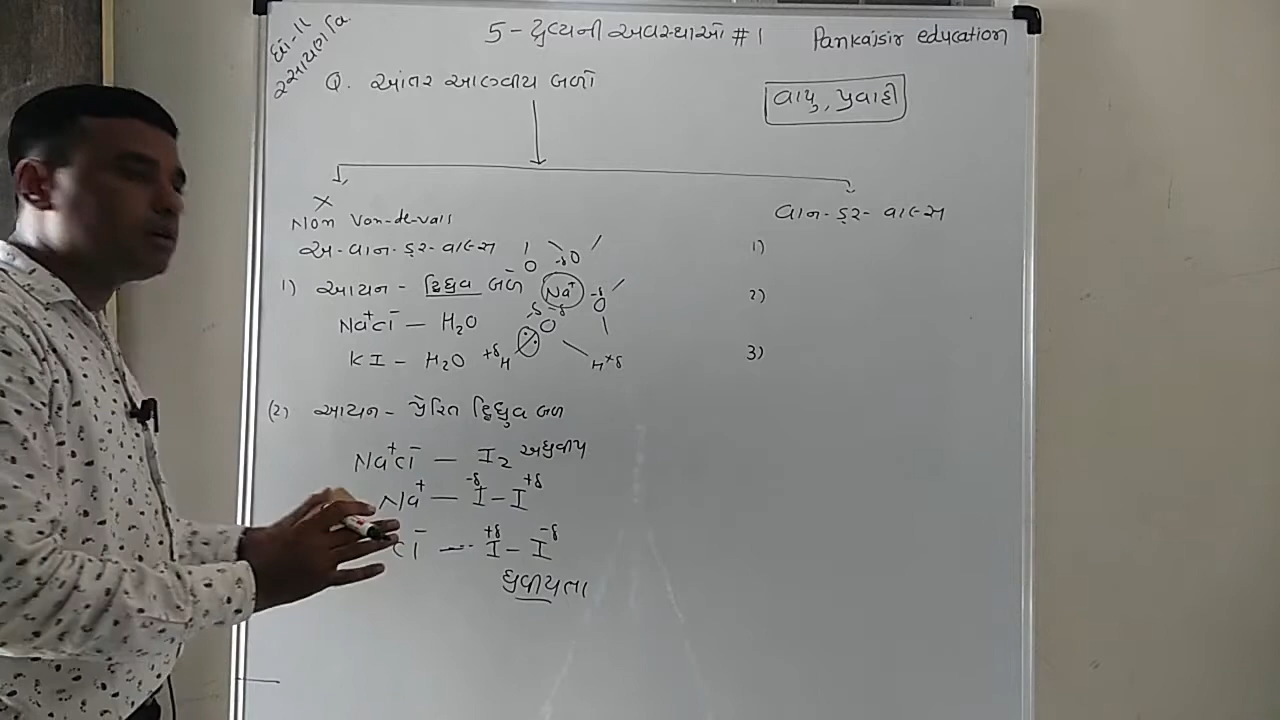 ધો-11
રસાયણ વિ.
5 - દ્રવ્યની અવસ્થાઓ #1 Pankajsir education
Q. આંતર આણ્વીય બળો
વાયુ, પ્રવાહી
X
Non Van-de-vals
વાન-ડર-વાલ્સ
અ-વાન-ડર-વાલ્સ
1)
2)
3)
1) આયન - દ્વિધ્રુવ બળ
Na⁺Cl⁻ — H₂O
KI — H₂O
Na⁺
O
-δ O
-δ O
-δ -δ
O
+δ H
H +δ
(2) આયન - પ્રેરિત દ્વિધ્રુવ બળ
Na⁺Cl⁻ — I₂ અધ્રુવીય
Na⁺ — I^-δ - I^+δ
Cl⁻ --- I^+δ - I^-δ
ધ્રુવીયતા